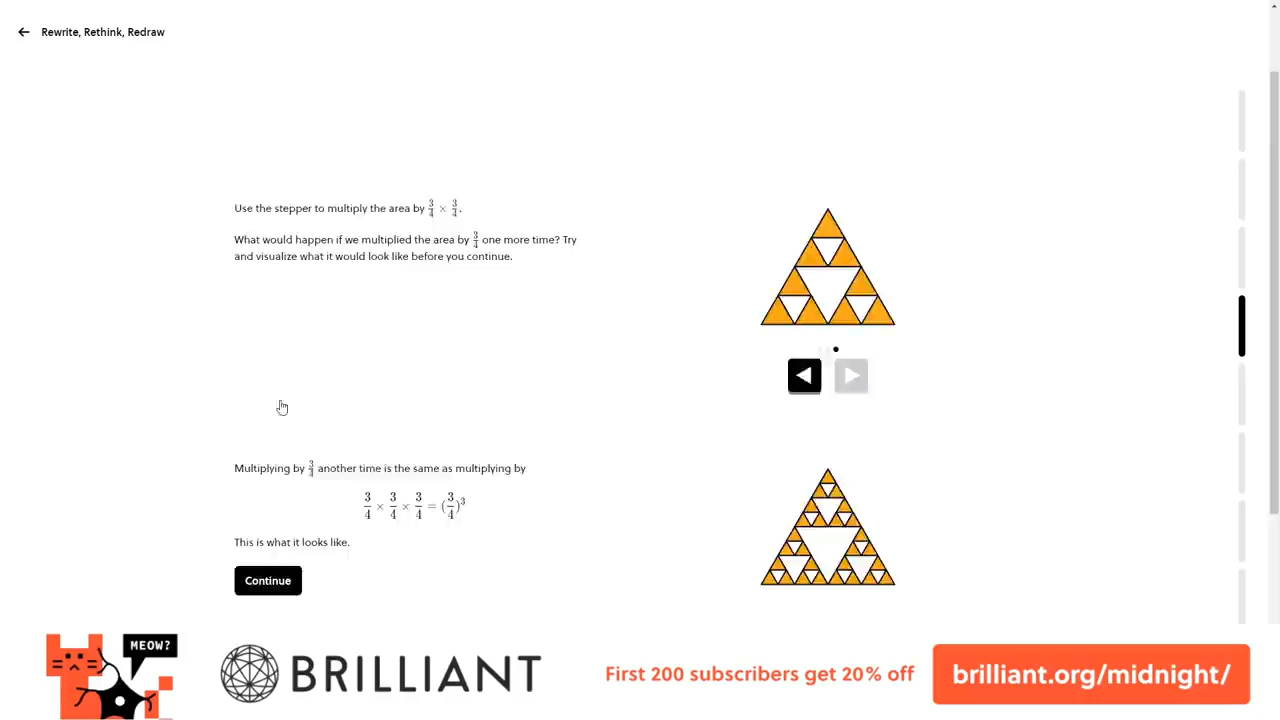 Rewrite, Rethink, Redraw
Use the stepper to multiply the area by 3/4 × 3/4.
What would happen if we multiplied the area by 3/4 one more time? Try
and visualize what it would look like before you continue.
Multiplying by 3/4 another time is the same as multiplying by
3/4 × 3/4 × 3/4 = (3/4)³
This is what it looks like.
Continue
MEOW?
BRILLIANT
First 200 subscribers get 20% off
brilliant.org/midnight/